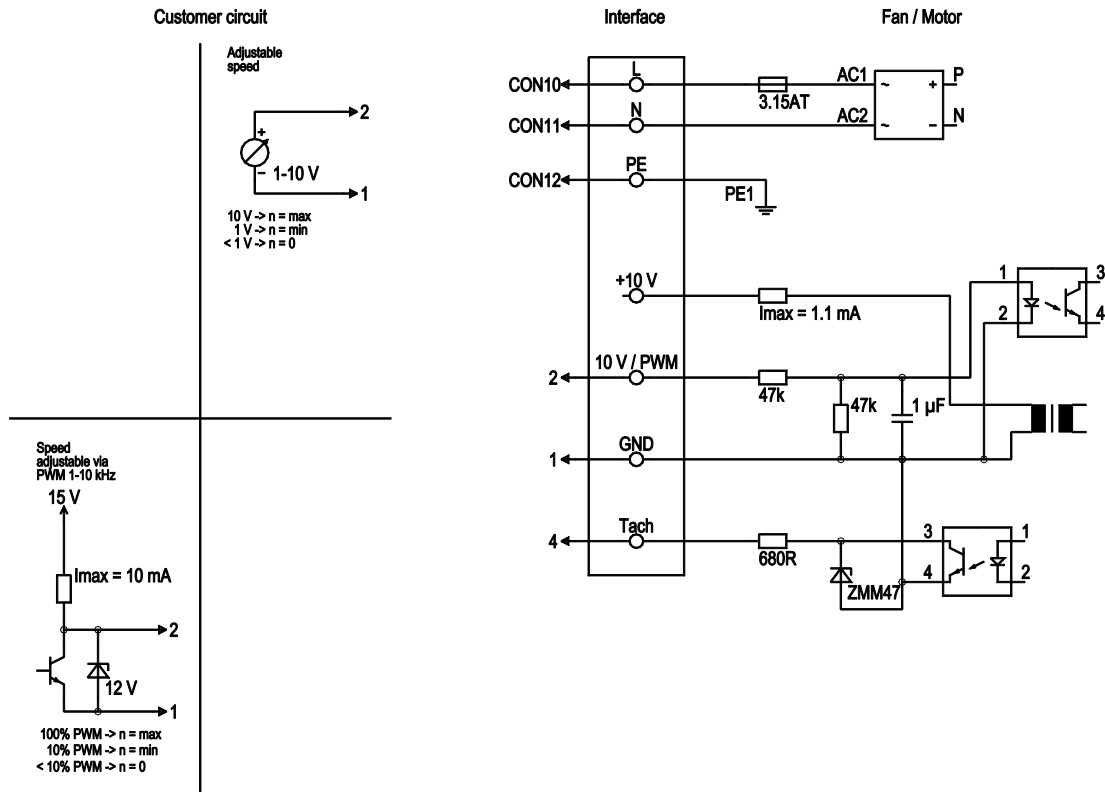 Customer circuit
Interface
Fan / Motor
Adjustable
speed
2
+
–
1-10 V
1
10 V -> n = max
1 V -> n = min
< 1 V -> n = 0
Speed
adjustable via
PWM 1-10 kHz
15 V
Imax = 10 mA
2
12 V
1
100% PWM -> n = max
10% PWM -> n = min
< 10% PWM -> n = 0
L
CON10
3.15AT
AC1
~
+
P
N
CON11
AC2
~
–
N
PE
CON12
PE1
+10 V
Imax = 1.1 mA
1
3
2
4
10 V / PWM
2
47k
47k
1 µF
GND
1
Tach
4
680R
3
1
4
2
ZMM47